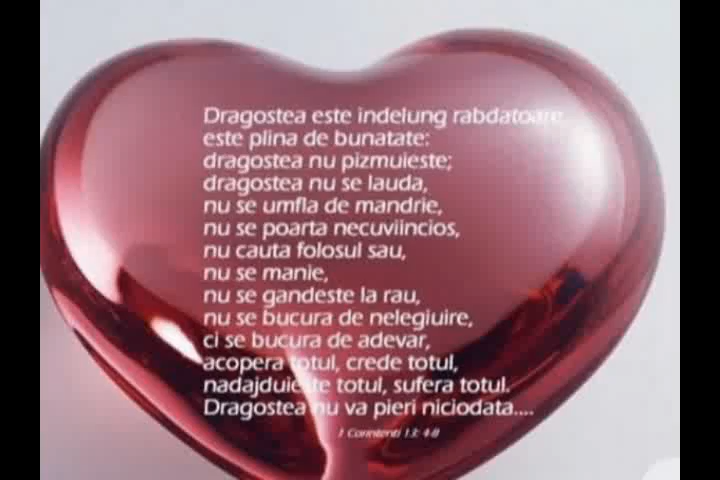 Dragostea este indelung rabdatoare
este plina de bunatate:
dragostea nu pizmuieste;
dragostea nu se lauda,
nu se umfla de mandrie,
nu se poarta necuviincios,
nu cauta folosul sau,
nu se manie,
nu se gandeste la rau,
nu se bucura de nelegiuire,
ci se bucura de adevar,
acopera totul, crede totul,
nadajduieste totul, sufera totul.
Dragostea nu va pieri niciodata....
1 Corintenti 13: 4-8